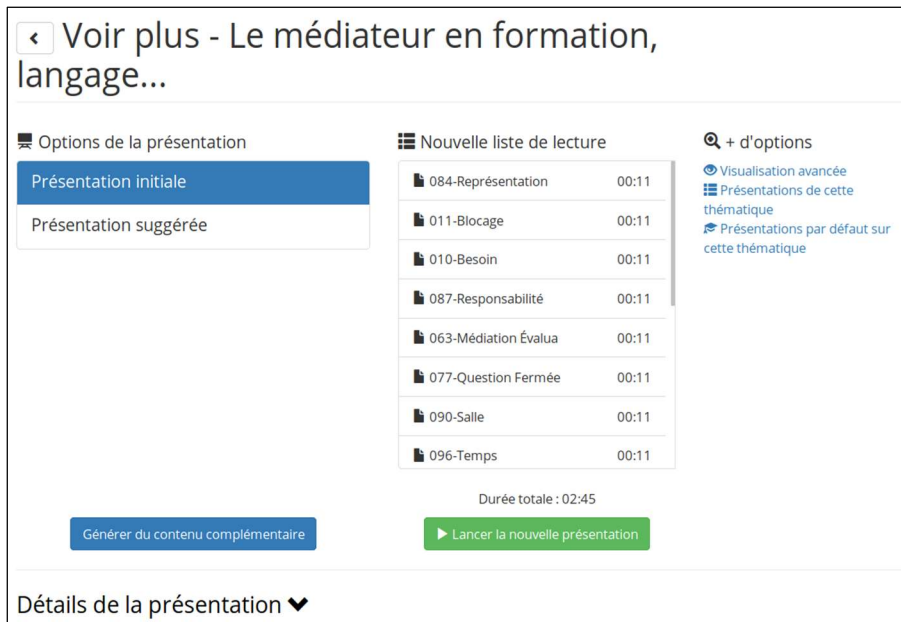 Voir plus - Le médiateur en formation,
langage...
Options de la présentation
Présentation initiale
Présentation suggérée
Générer du contenu complémentaire
Nouvelle liste de lecture
084-Représentation 00:11
011-Blocage 00:11
010-Besoin 00:11
087-Responsabilité 00:11
063-Médiation Évalua 00:11
077-Question Fermée 00:11
090-Salle 00:11
096-Temps 00:11
Durée totale : 02:45
Lancer la nouvelle présentation
+ d'options
Visualisation avancée
Présentations de cette
thématique
Présentations par défaut sur
cette thématique
Détails de la présentation